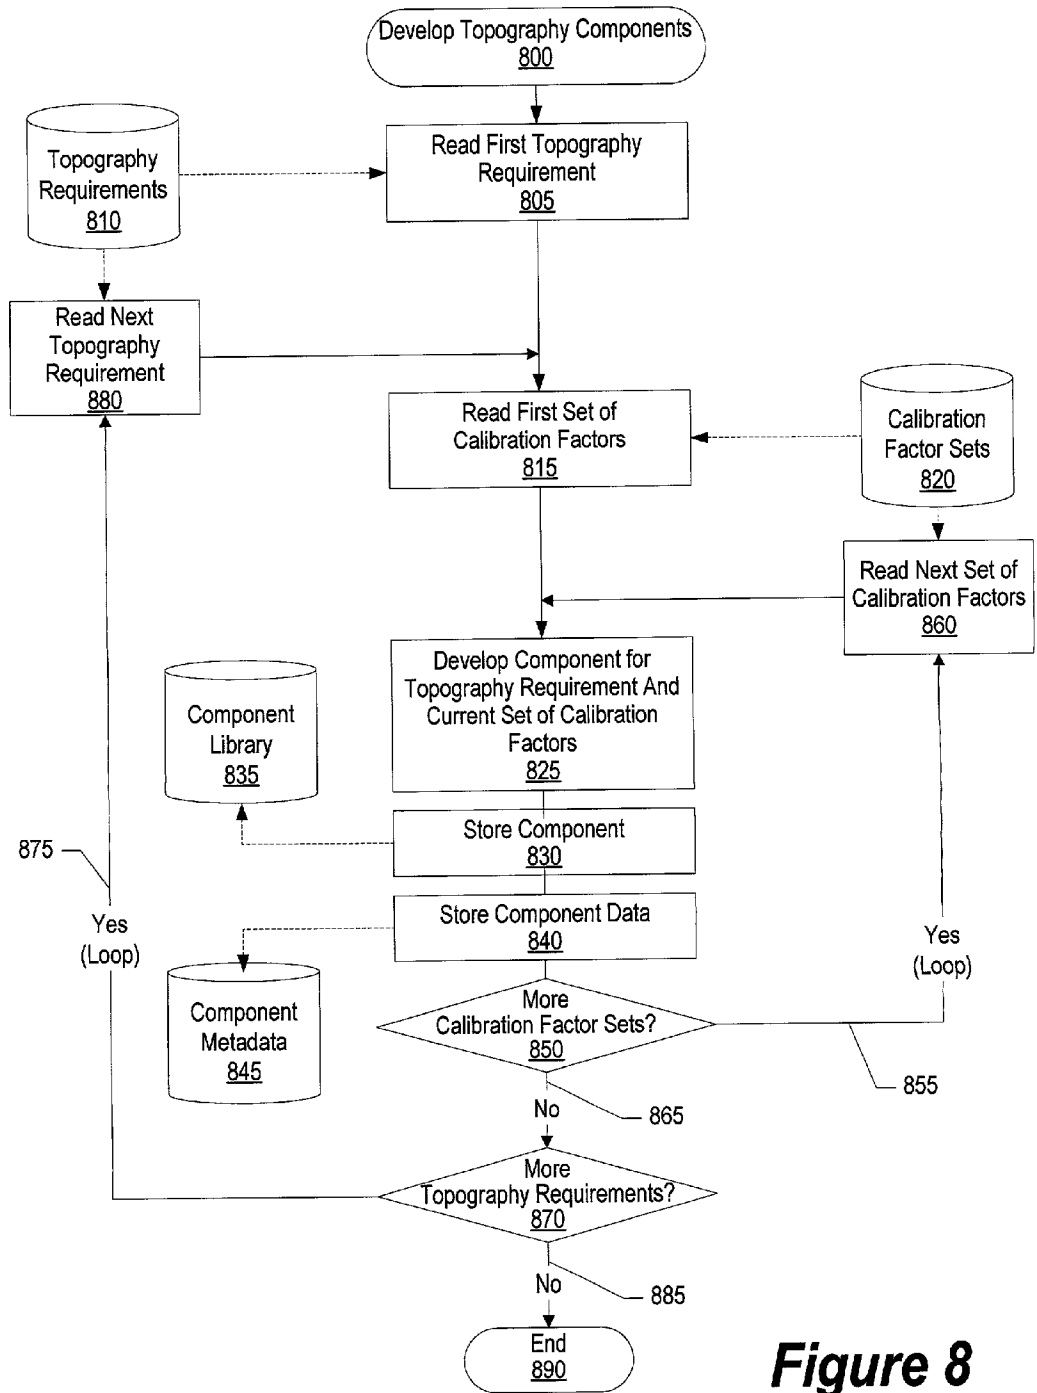 Develop Topography Components
800
Read First Topography
Requirement
805
Topography
Requirements
810
Read Next
Topography
Requirement
880
Read First Set of
Calibration Factors
815
Calibration
Factor Sets
820
Read Next Set of
Calibration Factors
860
Develop Component for
Topography Requirement And
Current Set of Calibration
Factors
825
Component
Library
835
Store Component
830
875
Store Component Data
840
Yes
(Loop)
Yes
(Loop)
Component
Metadata
845
More
Calibration Factor Sets?
850
855
865
No
More
Topography Requirements?
870
No
885
End
890
Figure 8